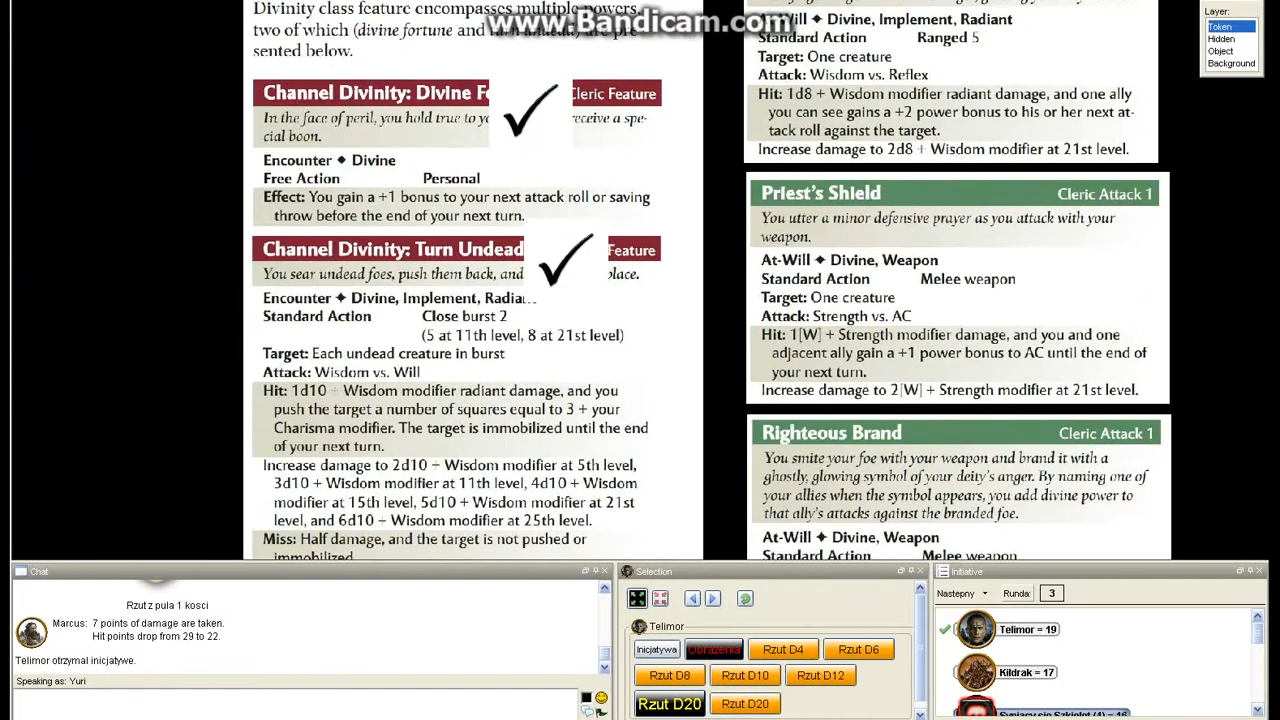 www.Bandicam.com
Divinity class feature encompasses multiple powers,
two of which (divine fortune and turn undead) are pre-
sented below.
Channel Divinity: Divine F
Cleric Feature
In the face of peril, you hold true to yo
receive a spe-
cial boon.
Encounter ✦ Divine
Free Action Personal
Effect: You gain a +1 bonus to your next attack roll or saving
throw before the end of your next turn.
Channel Divinity: Turn Undead
Feature
You sear undead foes, push them back, and
place.
Encounter ✦ Divine, Implement, Radia
Standard Action Close burst 2
(5 at 11th level, 8 at 21st level)
Target: Each undead creature in burst
Attack: Wisdom vs. Will
Hit: 1d10 + Wisdom modifier radiant damage, and you
push the target a number of squares equal to 3 + your
Charisma modifier. The target is immobilized until the end
of your next turn.
Increase damage to 2d10 + Wisdom modifier at 5th level,
3d10 + Wisdom modifier at 11th level, 4d10 + Wisdom
modifier at 15th level, 5d10 + Wisdom modifier at 21st
level, and 6d10 + Wisdom modifier at 25th level.
Miss: Half damage, and the target is not pushed or
immobilized.
At-Will ✦ Divine, Implement, Radiant
Standard Action Ranged 5
Target: One creature
Attack: Wisdom vs. Reflex
Hit: 1d8 + Wisdom modifier radiant damage, and one ally
you can see gains a +2 power bonus to his or her next at-
tack roll against the target.
Increase damage to 2d8 + Wisdom modifier at 21st level.
Priest's Shield Cleric Attack 1
You utter a minor defensive prayer as you attack with your
weapon.
At-Will ✦ Divine, Weapon
Standard Action Melee weapon
Target: One creature
Attack: Strength vs. AC
Hit: 1[W] + Strength modifier damage, and you and one
adjacent ally gain a +1 power bonus to AC until the end of
your next turn.
Increase damage to 2[W] + Strength modifier at 21st level.
Righteous Brand Cleric Attack 1
You smite your foe with your weapon and brand it with a
ghostly, glowing symbol of your deity's anger. By naming one of
your allies when the symbol appears, you add divine power to
that ally's attacks against the branded foe.
At-Will ✦ Divine, Weapon
Standard Action Melee weapon
Layer:
Token
Hidden
Object
Background
Chat
Rzut z pula 1 kosci
Marcus: 7 points of damage are taken.
Hit points drop from 29 to 22.
Telimor otrzymal inicjatywe.
Speaking as: Yuri
Selection
Telimor
Inicjatywa Obrazenia Rzut D4 Rzut D6
Rzut D8 Rzut D10 Rzut D12
Rzut D20 Rzut D20
Initiative
Nastepny Runda: 3
Telimor = 19
Kildrak = 17
(4) = 16